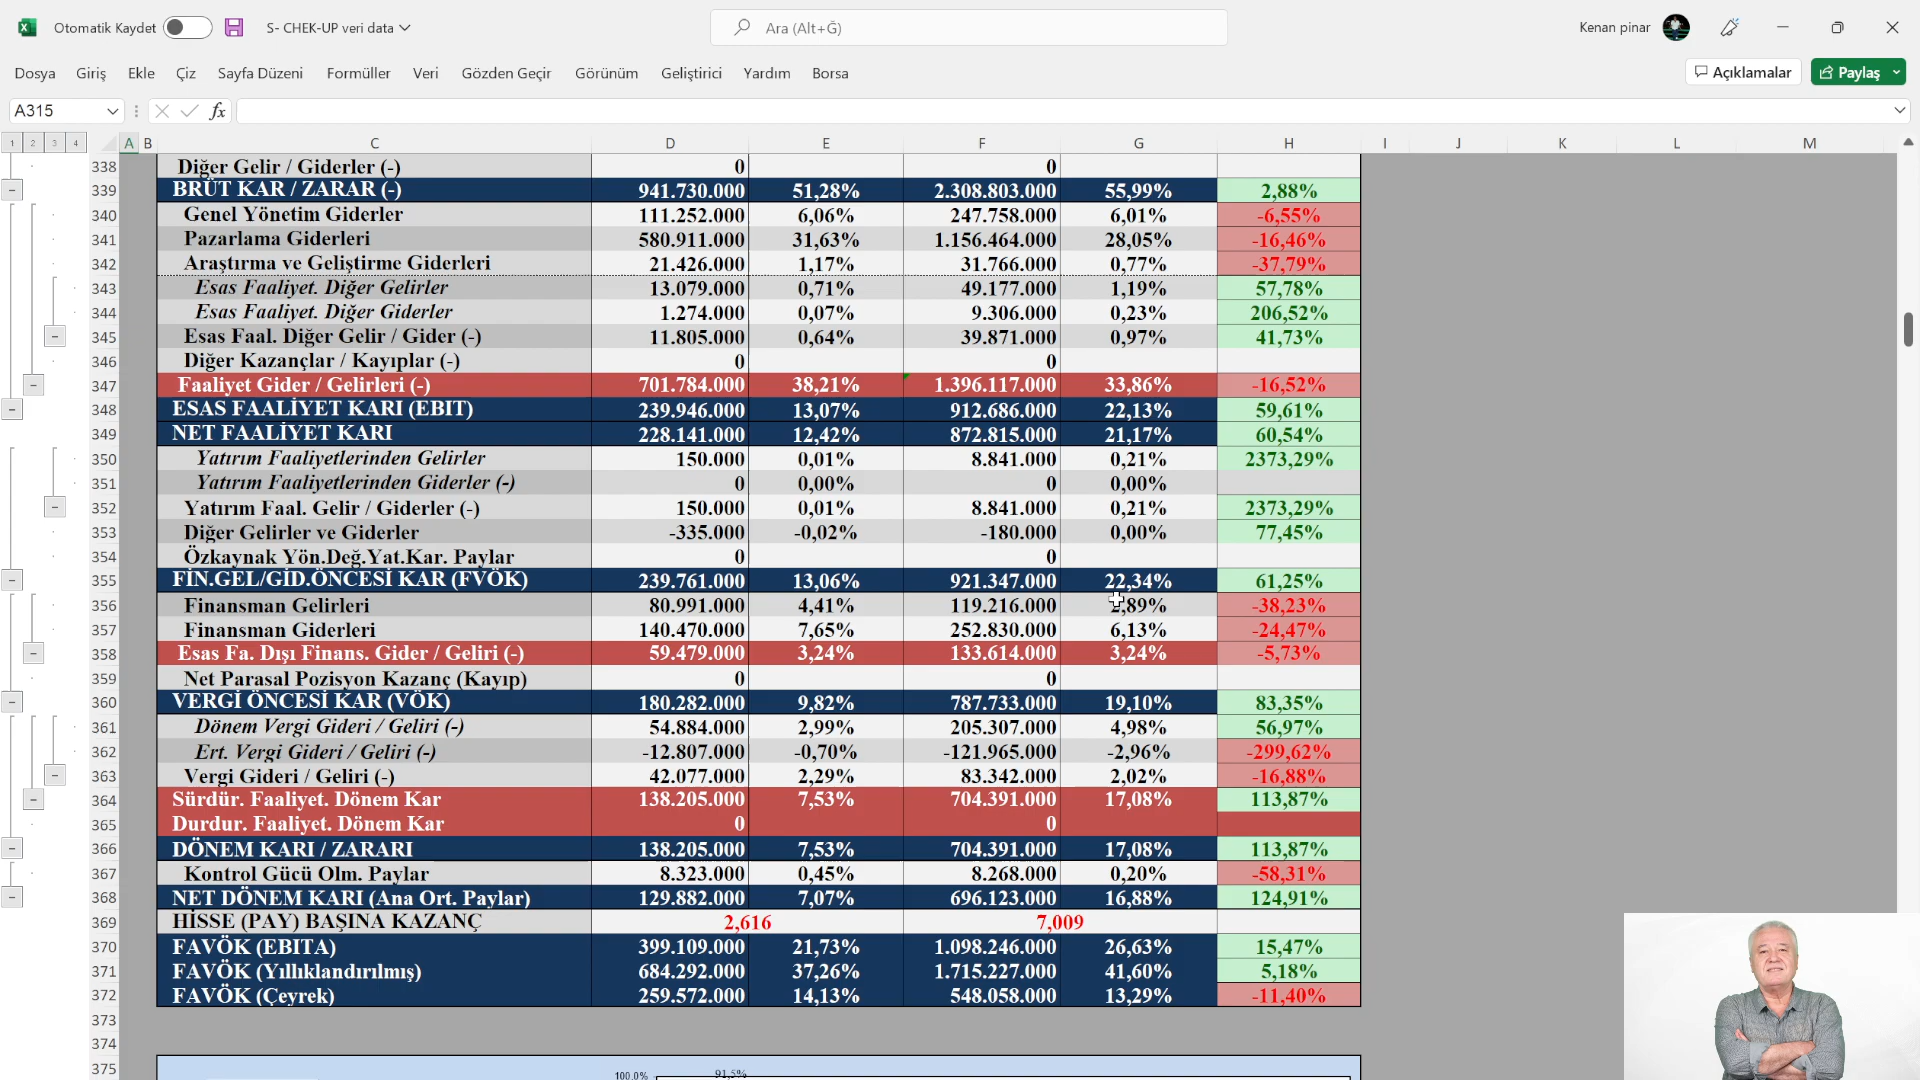 Otomatik Kaydet S- CHEK-UP veri data Ara (Alt+Ğ) Kenan pinar
Dosya Giriş Ekle Çiz Sayfa Düzeni Formüller Veri Gözden Geçir Görünüm Geliştirici Yardım Borsa Açıklamalar Paylaş
A315 fx
1 2 3 4 A B C D E F G H I J K L M
338 Diğer Gelir / Giderler (-) 0 0
339 BRÜT KAR / ZARAR (-) 941.730.000 51,28% 2.308.803.000 55,99% 2,88%
340 Genel Yönetim Giderler 111.252.000 6,06% 247.758.000 6,01% -6,55%
341 Pazarlama Giderleri 580.911.000 31,63% 1.156.464.000 28,05% -16,46%
342 Araştırma ve Geliştirme Giderleri 21.426.000 1,17% 31.766.000 0,77% -37,79%
343 Esas Faaliyet. Diğer Gelirler 13.079.000 0,71% 49.177.000 1,19% 57,78%
344 Esas Faaliyet. Diğer Giderler 1.274.000 0,07% 9.306.000 0,23% 206,52%
345 Esas Faal. Diğer Gelir / Gider (-) 11.805.000 0,64% 39.871.000 0,97% 41,73%
346 Diğer Kazançlar / Kayıplar (-) 0 0
347 Faaliyet Gider / Gelirleri (-) 701.784.000 38,21% 1.396.117.000 33,86% -16,52%
348 ESAS FAALİYET KARI (EBIT) 239.946.000 13,07% 912.686.000 22,13% 59,61%
349 NET FAALİYET KARI 228.141.000 12,42% 872.815.000 21,17% 60,54%
350 Yatırım Faaliyetlerinden Gelirler 150.000 0,01% 8.841.000 0,21% 2373,29%
351 Yatırım Faaliyetlerinden Giderler (-) 0 0,00% 0 0,00%
352 Yatırım Faal. Gelir / Giderler (-) 150.000 0,01% 8.841.000 0,21% 2373,29%
353 Diğer Gelirler ve Giderler -335.000 -0,02% -180.000 0,00% 77,45%
354 Özkaynak Yön.Değ.Yat.Kar. Paylar 0 0
355 FİN.GEL/GİD.ÖNCESİ KAR (FVÖK) 239.761.000 13,06% 921.347.000 22,34% 61,25%
356 Finansman Gelirleri 80.991.000 4,41% 119.216.000 2,89% -38,23%
357 Finansman Giderleri 140.470.000 7,65% 252.830.000 6,13% -24,47%
358 Esas Fa. Dışı Finans. Gider / Geliri (-) 59.479.000 3,24% 133.614.000 3,24% -5,73%
359 Net Parasal Pozisyon Kazanç (Kayıp) 0 0
360 VERGİ ÖNCESİ KAR (VÖK) 180.282.000 9,82% 787.733.000 19,10% 83,35%
361 Dönem Vergi Gideri / Geliri (-) 54.884.000 2,99% 205.307.000 4,98% 56,97%
362 Ert. Vergi Gideri / Geliri (-) -12.807.000 -0,70% -121.965.000 -2,96% -299,62%
363 Vergi Gideri / Geliri (-) 42.077.000 2,29% 83.342.000 2,02% -16,88%
364 Sürdür. Faaliyet. Dönem Kar 138.205.000 7,53% 704.391.000 17,08% 113,87%
365 Durdur. Faaliyet. Dönem Kar 0 0
366 DÖNEM KARI / ZARARI 138.205.000 7,53% 704.391.000 17,08% 113,87%
367 Kontrol Gücü Olm. Paylar 8.323.000 0,45% 8.268.000 0,20% -58,31%
368 NET DÖNEM KARI (Ana Ort. Paylar) 129.882.000 7,07% 696.123.000 16,88% 124,91%
369 HİSSE (PAY) BAŞINA KAZANÇ 2,616 7,009
370 FAVÖK (EBITA) 399.109.000 21,73% 1.098.246.000 26,63% 15,47%
371 FAVÖK (Yıllıklandırılmış) 684.292.000 37,26% 1.715.227.000 41,60% 5,18%
372 FAVÖK (Çeyrek) 259.572.000 14,13% 548.058.000 13,29% -11,40%
373
374
375 100,0% 91,5%